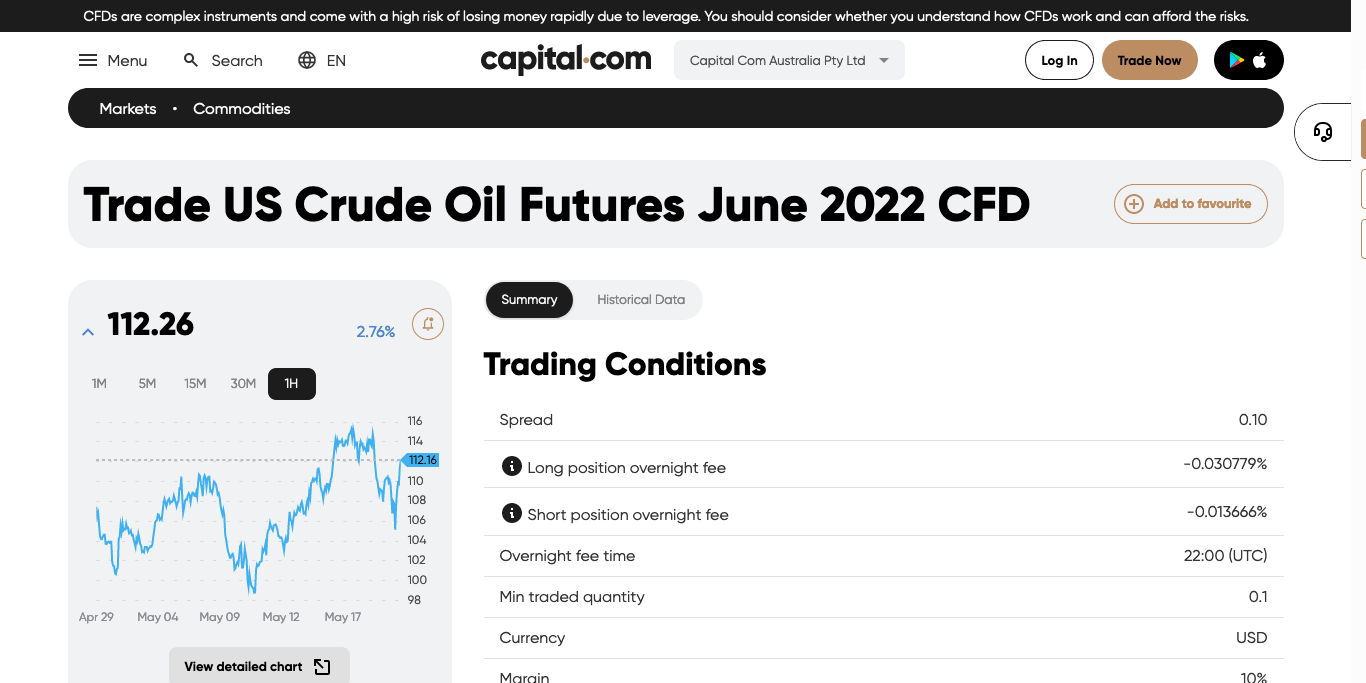 CFDs are complex instruments and come with a high risk of losing money rapidly due to leverage. You should consider whether you understand how CFDs work and can afford the risks.
Menu Search EN capital.com Capital Com Australia Pty Ltd Log In Trade Now
Markets • Commodities
Trade US Crude Oil Futures June 2022 CFD Add to favourite
112.26 2.76%
1M 5M 15M 30M 1H
116
114
112.16
110
108
106
104
102
100
98
Apr 29 May 04 May 09 May 12 May 17
View detailed chart
Summary Historical Data
Trading Conditions
Spread 0.10
Long position overnight fee -0.030779%
Short position overnight fee -0.013666%
Overnight fee time 22:00 (UTC)
Min traded quantity 0.1
Currency USD
Margin 10%